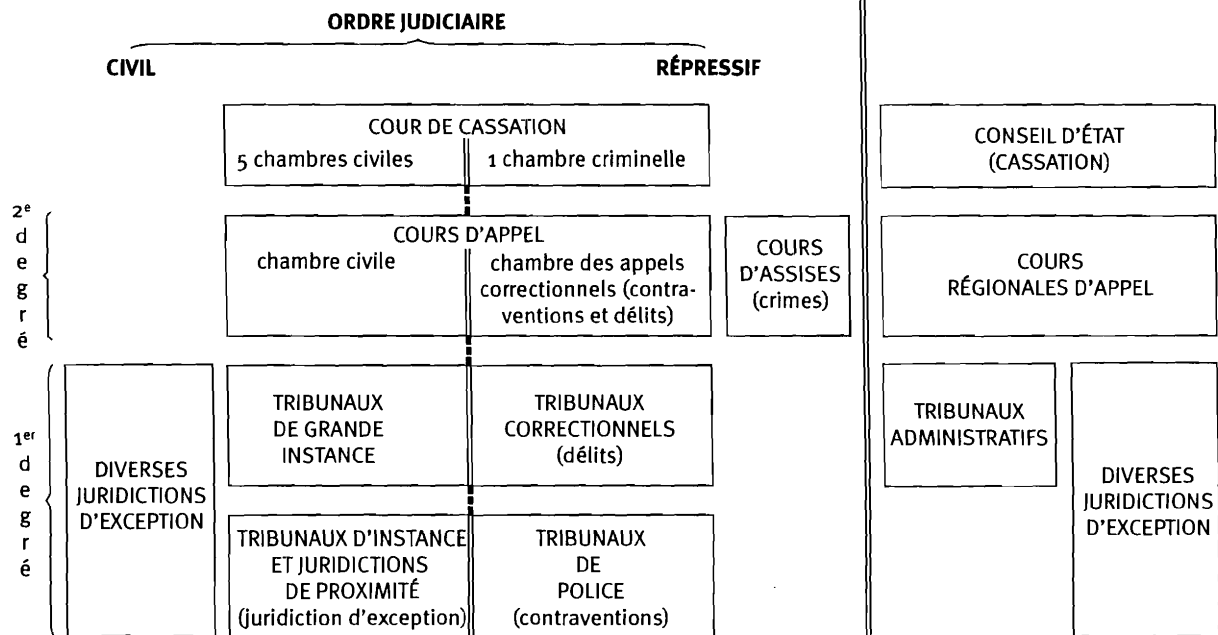 ORDRE JUDICIAIRE
CIVIL
RÉPRESSIF
COUR DE CASSATION
5 chambres civiles
1 chambre criminelle
CONSEIL D'ÉTAT
(CASSATION)
2e
d
e
g
r
é
COURS D'APPEL
chambre civile
chambre des appels
correctionnels (contra-
ventions et délits)
COURS
D'ASSISES
(crimes)
COURS
RÉGIONALES D'APPEL
1er
d
e
g
r
é
DIVERSES
JURIDICTIONS
D'EXCEPTION
TRIBUNAUX
DE GRANDE
INSTANCE
TRIBUNAUX
CORRECTIONNELS
(délits)
TRIBUNAUX
ADMINISTRATIFS
DIVERSES
JURIDICTIONS
D'EXCEPTION
TRIBUNAUX D'INSTANCE
ET JURIDICTIONS
DE PROXIMITÉ
(juridiction d'exception)
TRIBUNAUX
DE
POLICE
(contraventions)